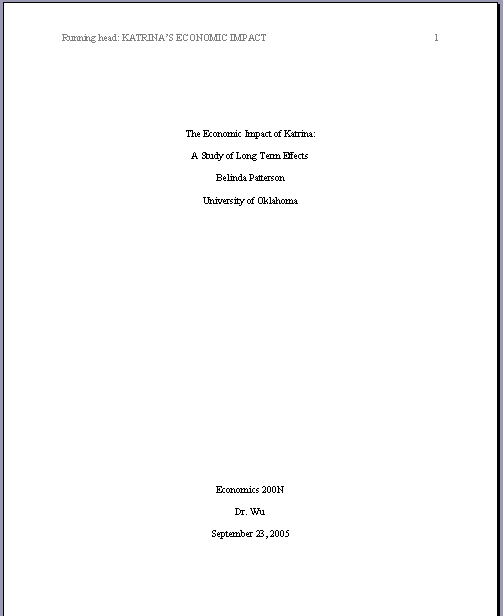 Running head: KATRINA'S ECONOMIC IMPACT 1
The Economic Impact of Katrina:
A Study of Long Term Effects
Belinda Patterson
University of Oklahoma
Economics 200N
Dr. Wu
September 23, 2005